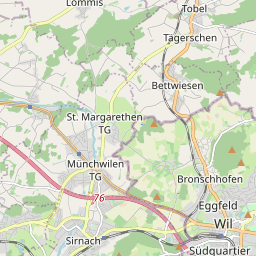 Lommis
Tobel
Tägerschen
Bettwiesen
St. Margarethen
TG
Münchwilen
TG
Bronschhofen
76
Eggfeld
Wil
Sirnach
Südquartier